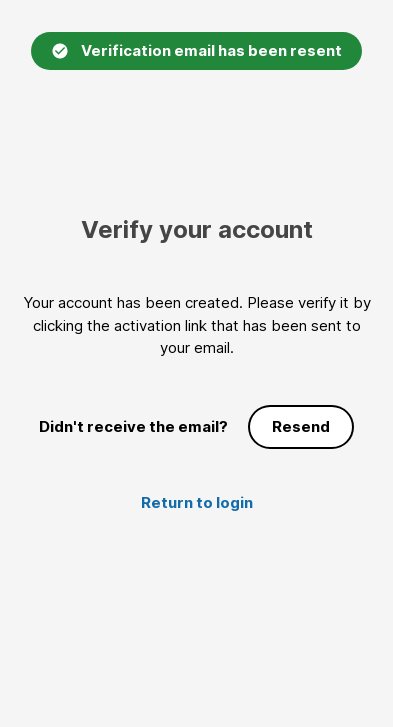 Verification email has been resent
Verify your account
Your account has been created. Please verify it by
clicking the activation link that has been sent to
your email.
Didn't receive the email?
Resend
Return to login